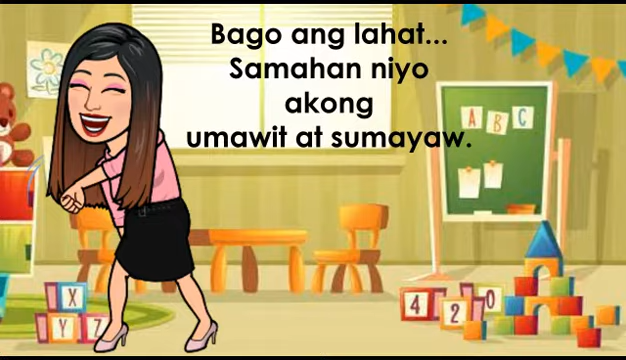 Bago ang lahat...
Samahan niyo
akong
umawit at sumayaw.
A B C
X
Y Z
4 2 0